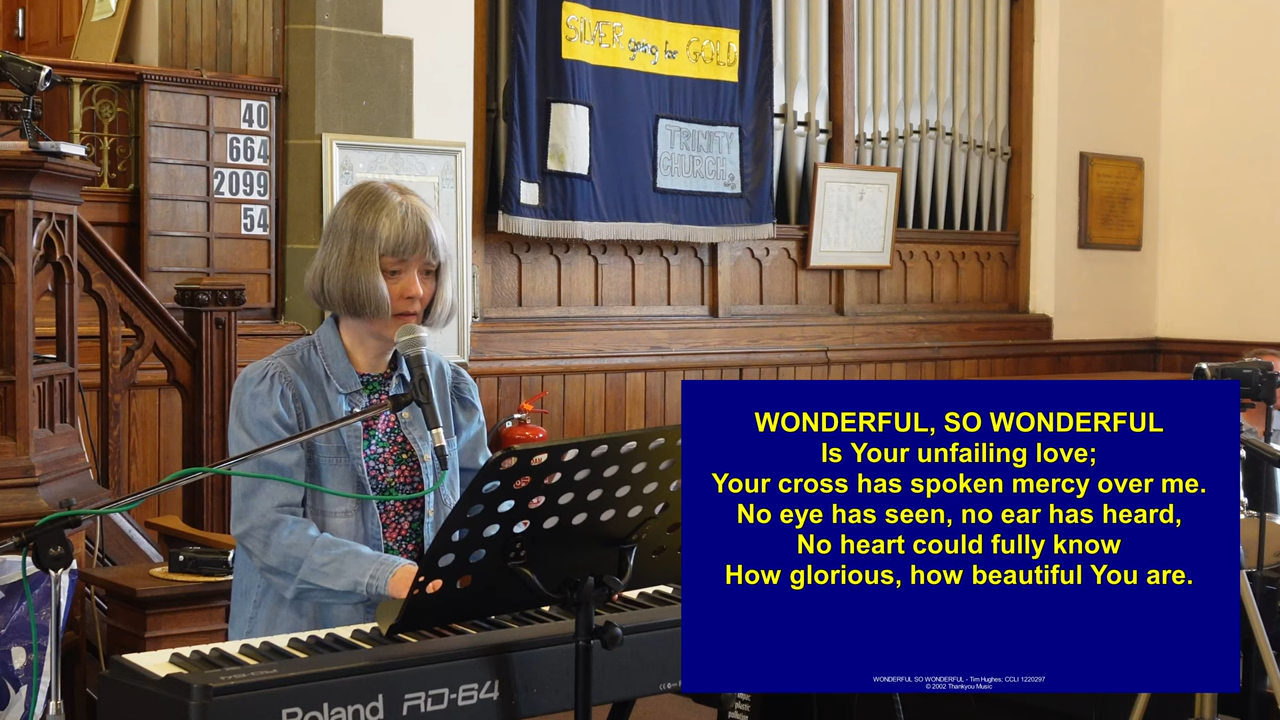 SILVER going for GOLD
TRINITY
CHURCH.
40
664
2099
54
WONDERFUL, SO WONDERFUL
Is Your unfailing love;
Your cross has spoken mercy over me.
No eye has seen, no ear has heard,
No heart could fully know
How glorious, how beautiful You are.
WONDERFUL SO WONDERFUL - Tim Hughes; CCLI 1220297
© 2002 Thankyou Music
Roland RD-64
plastic